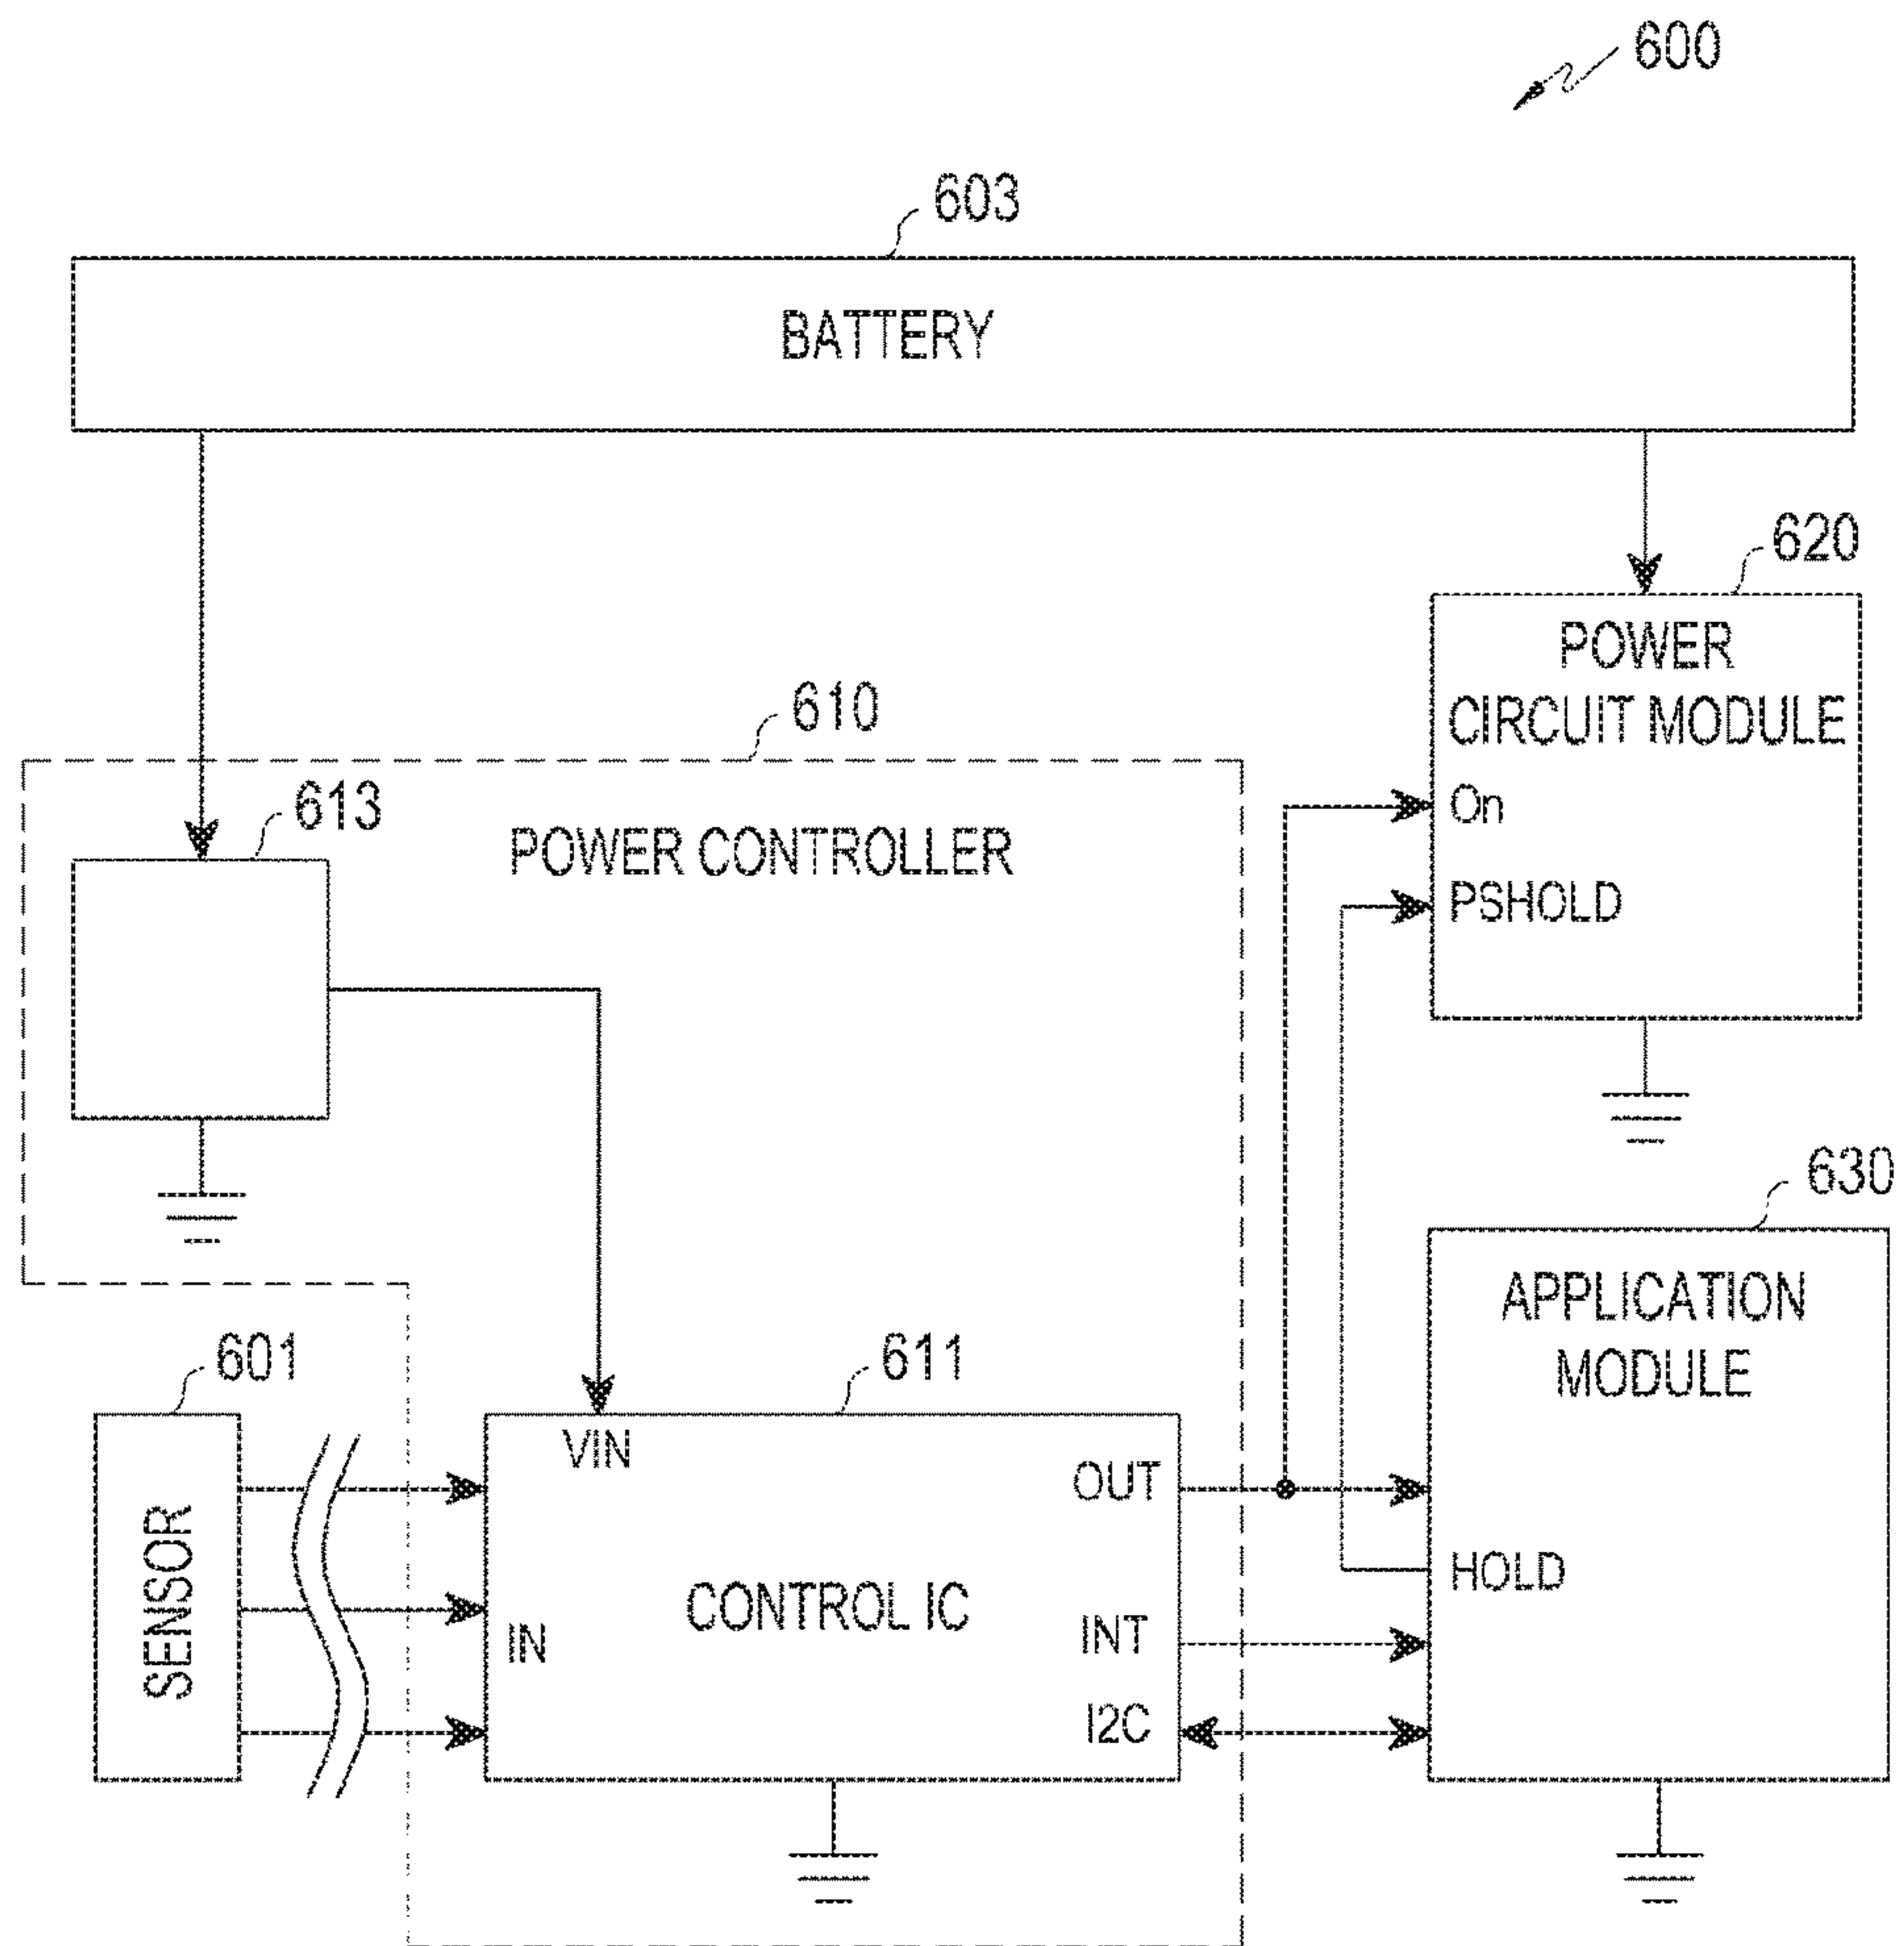 600
603
BATTERY
620
POWER
CIRCUIT MODULE
On
PSHOLD
610
613
POWER CONTROLLER
630
APPLICATION
MODULE
HOLD
601
SENSOR
611
VIN
IN
CONTROL IC
OUT
INT
I2C